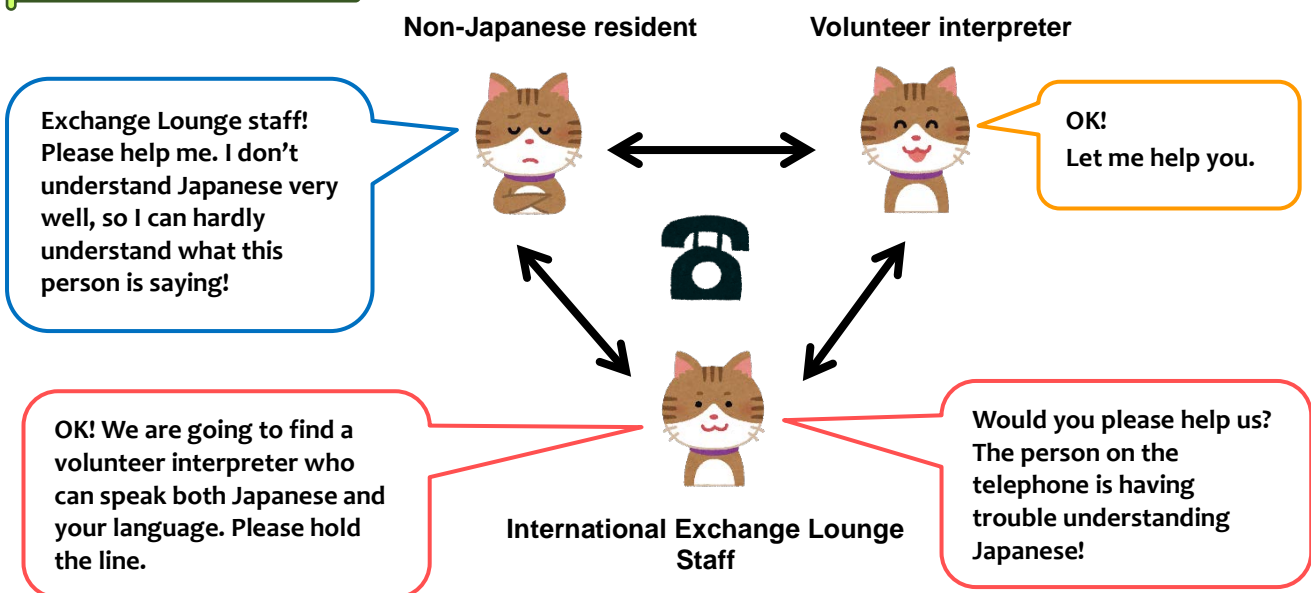 Non-Japanese resident
Volunteer interpreter
Exchange Lounge staff!
Please help me. I don’t
understand Japanese very
well, so I can hardly
understand what this
person is saying!
OK!
Let me help you.
OK! We are going to find a
volunteer interpreter who
can speak both Japanese and
your language. Please hold
the line.
International Exchange Lounge
Staff
Would you please help us?
The person on the
telephone is having
trouble understanding
Japanese!